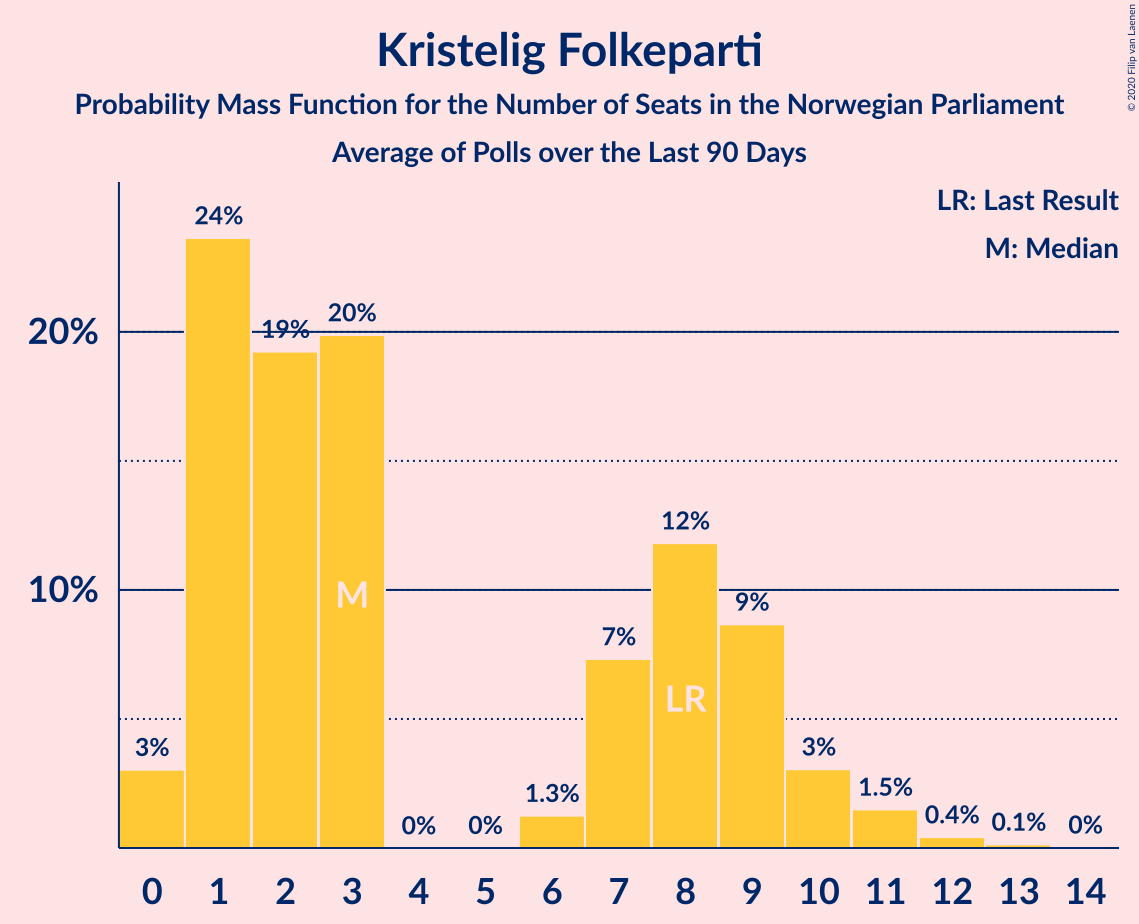 Kristelig Folkeparti
Probability Mass Function for the Number of Seats in the Norwegian Parliament
Average of Polls over the Last 90 Days
© 2020 Filip van Laenen
LR: Last Result
M: Median
24%
20%
19%
20%
12%
10%
M
9%
7%
LR
3%
3%
1.3%
1.5%
0%
0%
0.4%
0.1%
0%
0 1 2 3 4 5 6 7 8 9 10 11 12 13 14